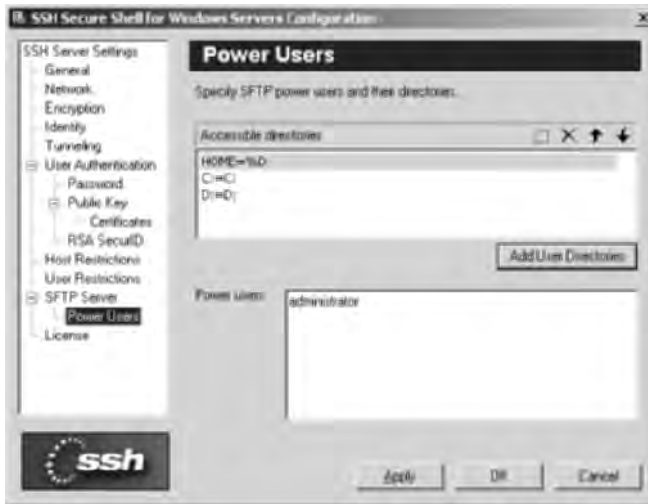 SSH Secure Shell for Windows Servers Configuration
SSH Server Settings
General
Network
Encryption
Identity
Tunneling
User Authentication
Password
Public Key
Certificates
RSA SecurID
Host Restrictions
User Restrictions
SFTP Server
Power Users
License
ssh
Power Users
Specify SFTP power users and their directories.
Accessible directories
HOME=%D
C:=C:
D:=D:
Add User Directories
Power users:
administrator
Apply
OK
Cancel